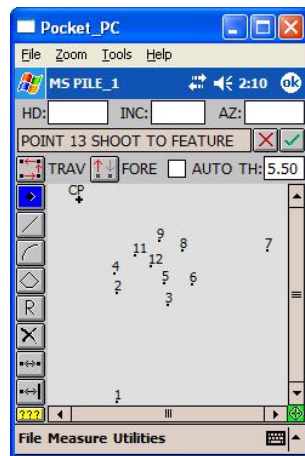 Pocket_PC
File Zoom Tools Help
MS PILE_1 2:10 ok
HD: INC: AZ:
POINT 13 SHOOT TO FEATURE
TRAV FORE AUTO TH: 5.50
CP
9
11 8 7
12
4
5 6
2
3
R
1
???
File Measure Utilities